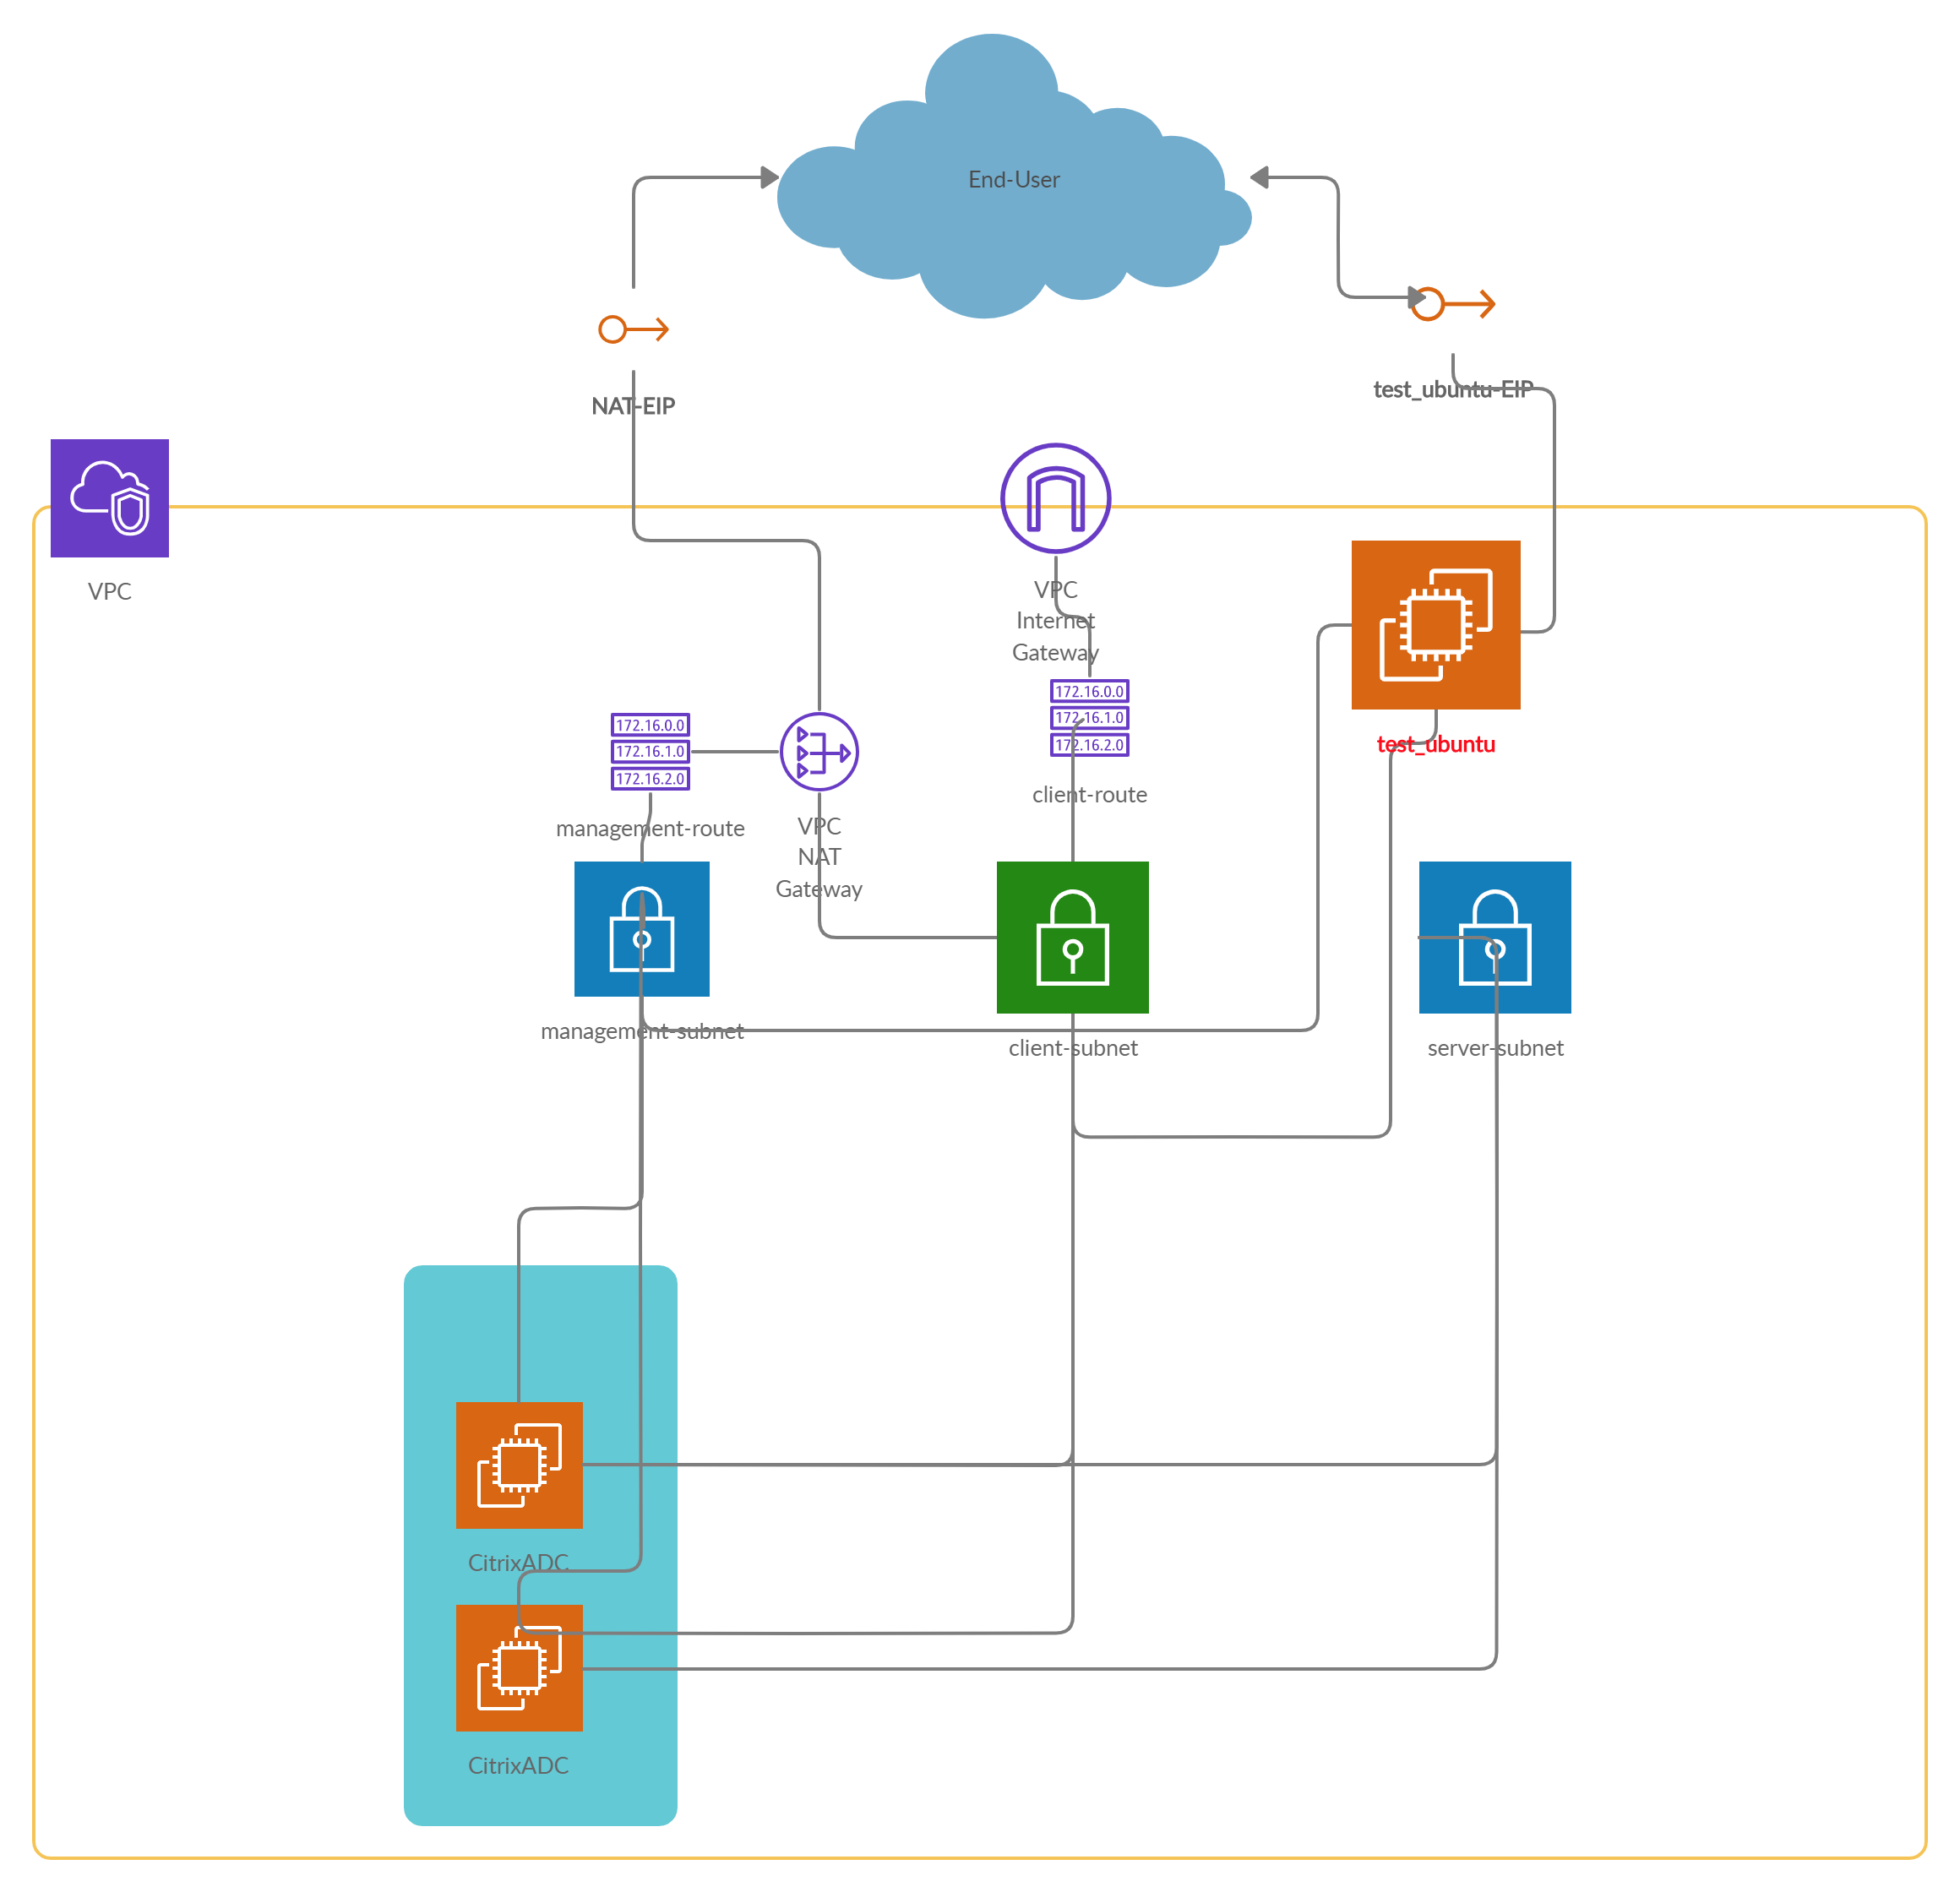 End-User
NAT-EIP
test_ubuntu-EIP
VPC
VPC
Internet
Gateway
172.16.0.0
172.16.1.0
172.16.2.0
client-route
test_ubuntu
172.16.0.0
172.16.1.0
172.16.2.0
management-route
VPC
NAT
Gateway
management-subnet
client-subnet
server-subnet
CitrixADC
CitrixADC